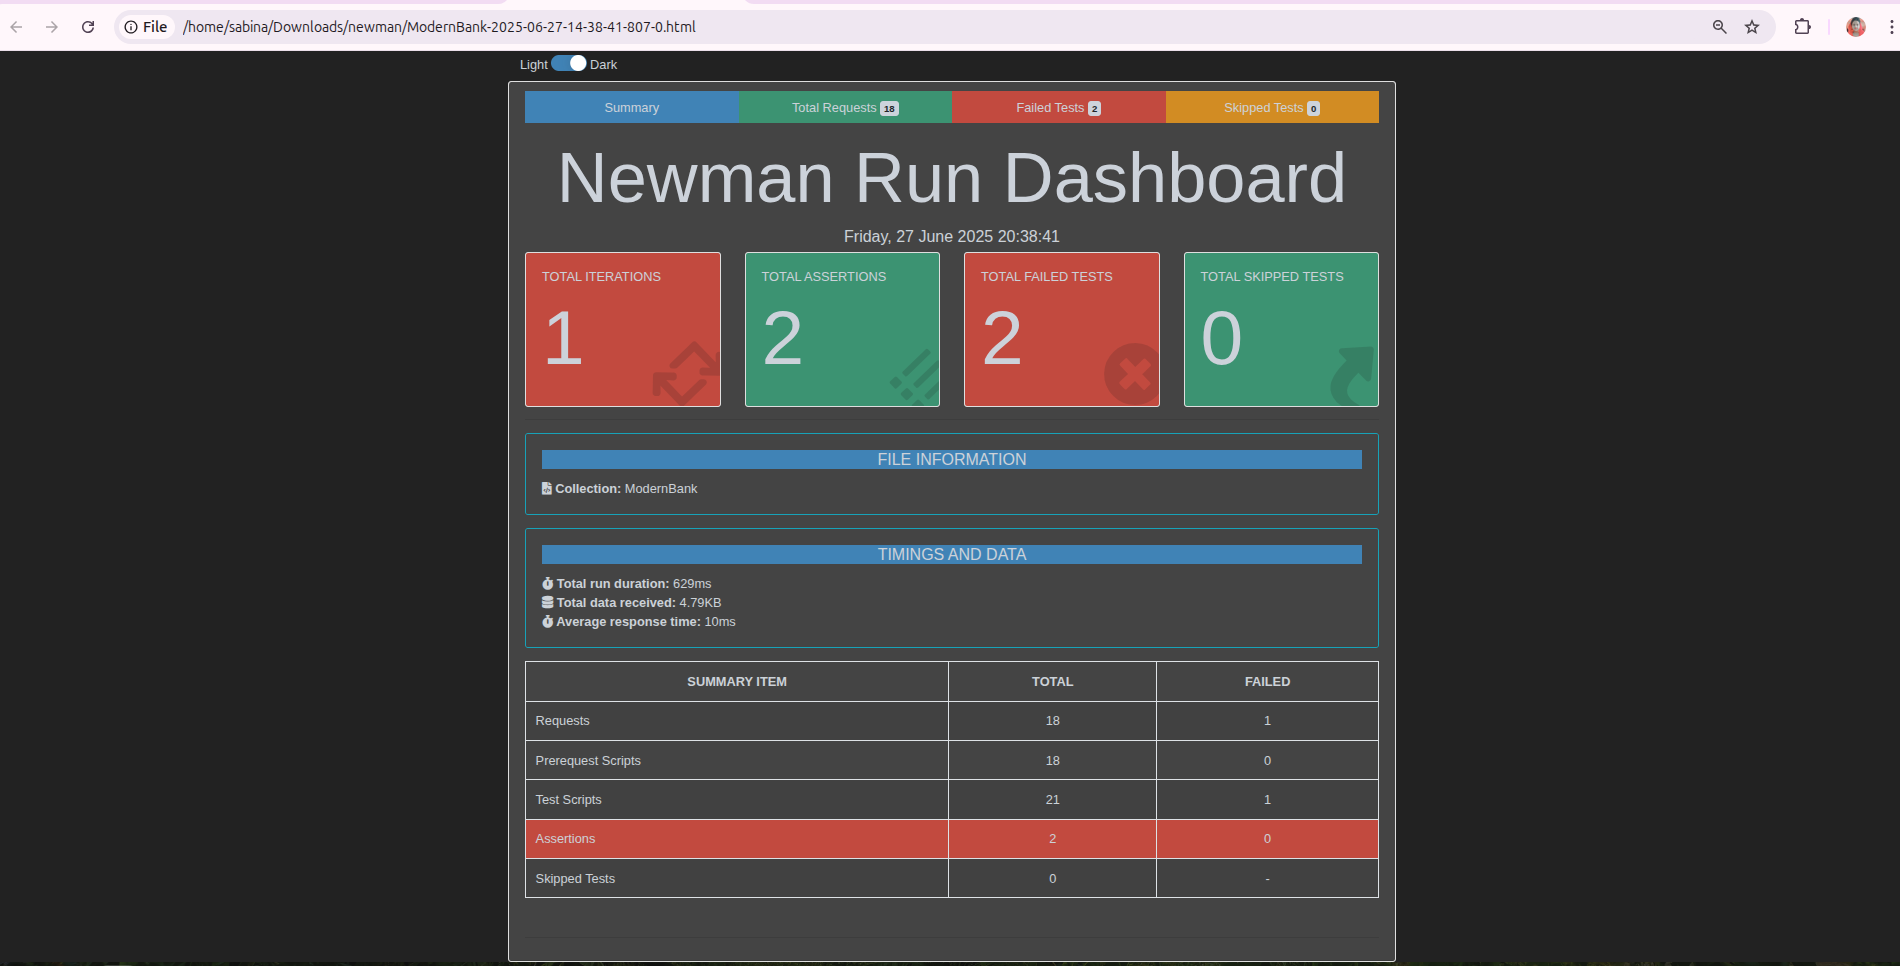 File /home/sabina/Downloads/newman/ModernBank-2025-06-27-14-38-41-807-0.html
Light Dark
Summary Total Requests 18 Failed Tests 2 Skipped Tests 0
Newman Run Dashboard
Friday, 27 June 2025 20:38:41
TOTAL ITERATIONS TOTAL ASSERTIONS TOTAL FAILED TESTS TOTAL SKIPPED TESTS
1 2 2 0
FILE INFORMATION
Collection: ModernBank
TIMINGS AND DATA
Total run duration: 629ms
Total data received: 4.79KB
Average response time: 10ms
SUMMARY ITEM TOTAL FAILED
Requests 18 1
Prerequest Scripts 18 0
Test Scripts 21 1
Assertions 2 0
Skipped Tests 0 -